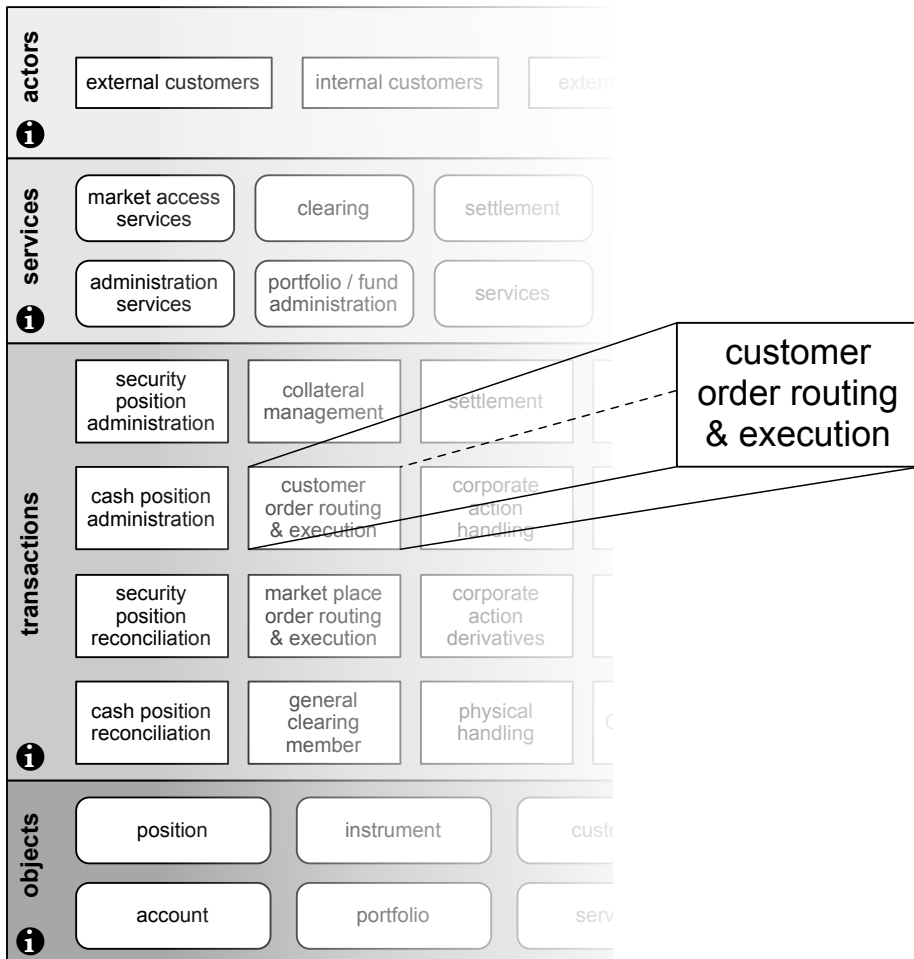 actors
external customers
internal customers
services
market access
services
clearing
settlement
administration
services
portfolio / fund
administration
services
transactions
security
position
administration
collateral
management
settlement
cash position
administration
customer
order routing
& execution
corporate
action
handling
customer
order routing
& execution
security
position
reconciliation
market place
order routing
& execution
corporate
action
derivatives
cash position
reconciliation
general
clearing
member
physical
handling
objects
position
instrument
account
portfolio